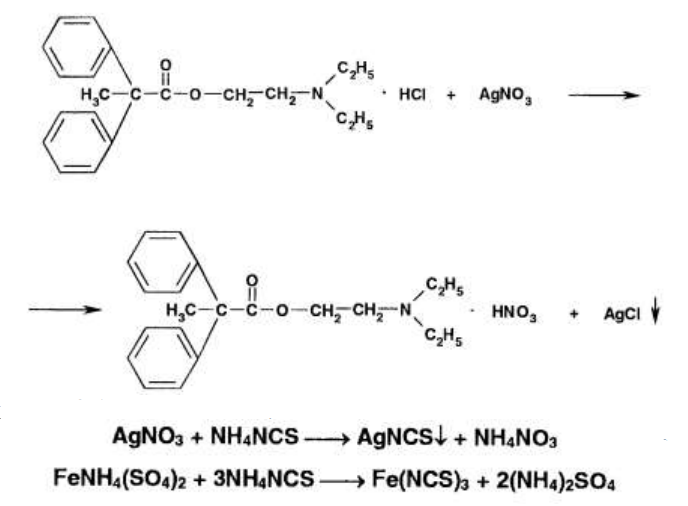 C₂H₅
O
H₃C–C–C–O–CH₂–CH₂–N · HCl + AgNO₃ ⟶
C₂H₅
⟶
C₂H₅
O
H₃C–C–C–O–CH₂–CH₂–N · HNO₃ + AgCl ↓
C₂H₅
AgNO₃ + NH₄NCS ⟶ AgNCS↓ + NH₄NO₃
FeNH₄(SO₄)₂ + 3NH₄NCS ⟶ Fe(NCS)₃ + 2(NH₄)₂SO₄